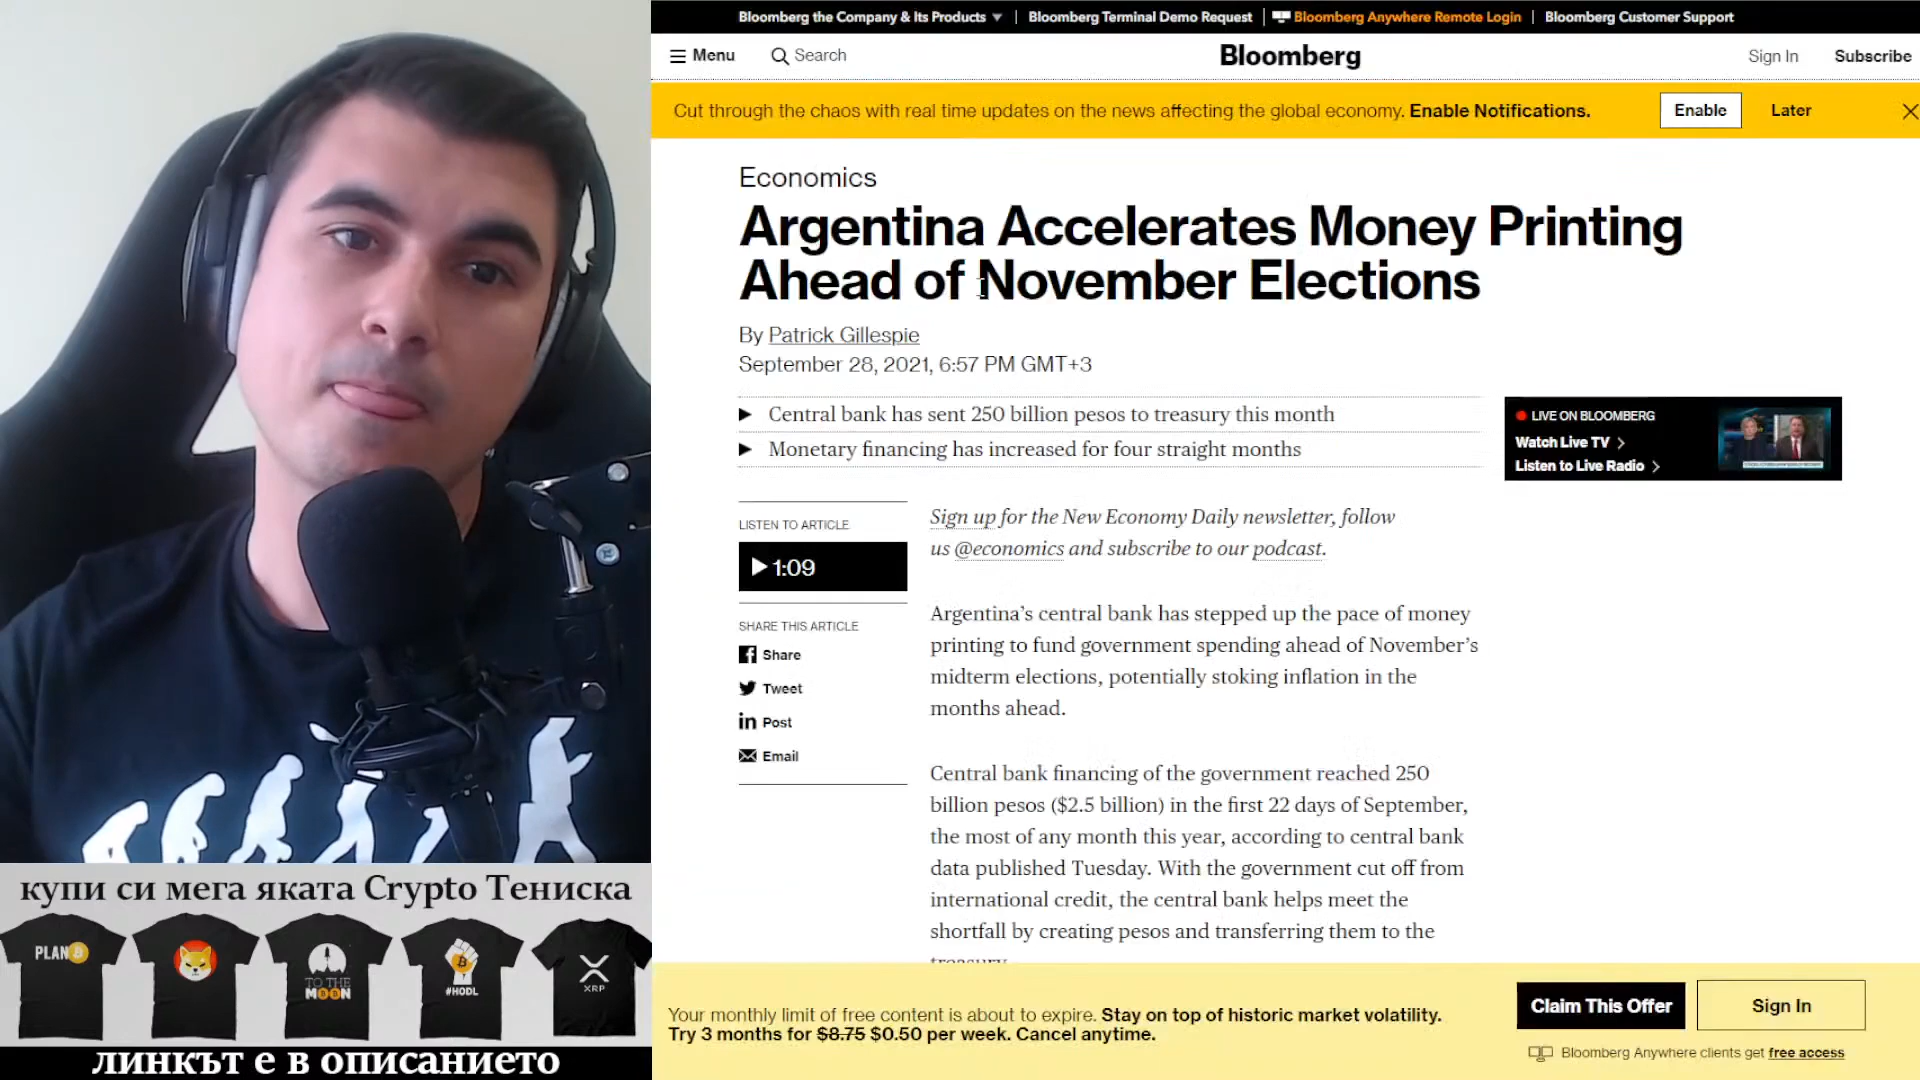 Bloomberg the Company & Its Products
Bloomberg Terminal Demo Request
Bloomberg Anywhere Remote Login
Bloomberg Customer Support
Menu
Search
Bloomberg
Sign In
Subscribe
Cut through the chaos with real time updates on the news affecting the global economy. Enable Notifications.
Enable
Later
Economics
Argentina Accelerates Money Printing
Ahead of November Elections
By Patrick Gillespie
September 28, 2021, 6:57 PM GMT+3
Central bank has sent 250 billion pesos to treasury this month
Monetary financing has increased for four straight months
LIVE ON BLOOMBERG
Watch Live TV
Listen to Live Radio
LISTEN TO ARTICLE
1:09
SHARE THIS ARTICLE
Share
Tweet
Post
Email
Sign up for the New Economy Daily newsletter, follow
us @economics and subscribe to our podcast.
Argentina’s central bank has stepped up the pace of money
printing to fund government spending ahead of November’s
midterm elections, potentially stoking inflation in the
months ahead.
Central bank financing of the government reached 250
billion pesos ($2.5 billion) in the first 22 days of September,
the most of any month this year, according to central bank
data published Tuesday. With the government cut off from
international credit, the central bank helps meet the
shortfall by creating pesos and transferring them to the
treasury.
Your monthly limit of free content is about to expire. Stay on top of historic market volatility.
Try 3 months for $8.75 $0.50 per week. Cancel anytime.
Claim This Offer
Sign In
Bloomberg Anywhere clients get free access
купи си мега яката Crypto Тениска
PLAN B
TO THE
MOON
#HODL
XRP
линкът е в описанието